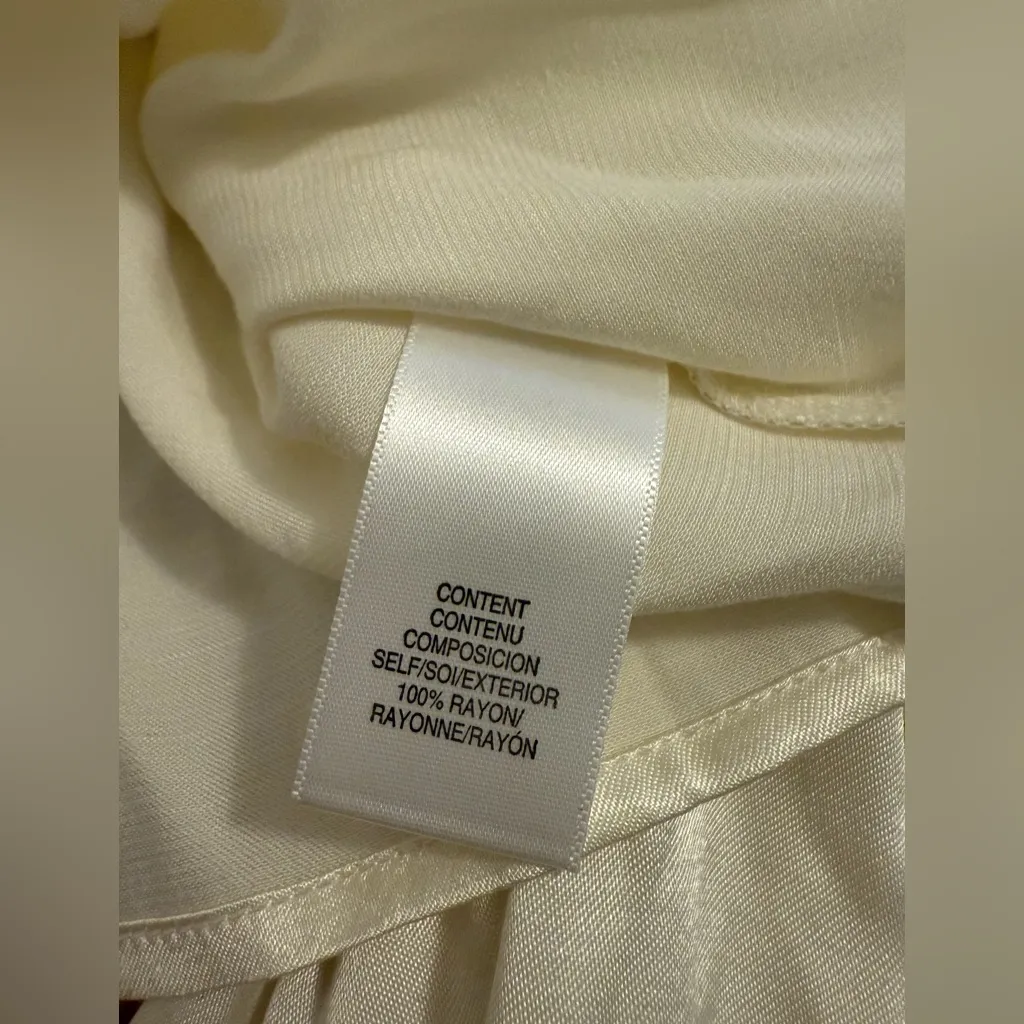 CONTENT
CONTENU
COMPOSICION
SELF/SOI/EXTERIOR
100% RAYON/
RAYONNE/RAYÓN